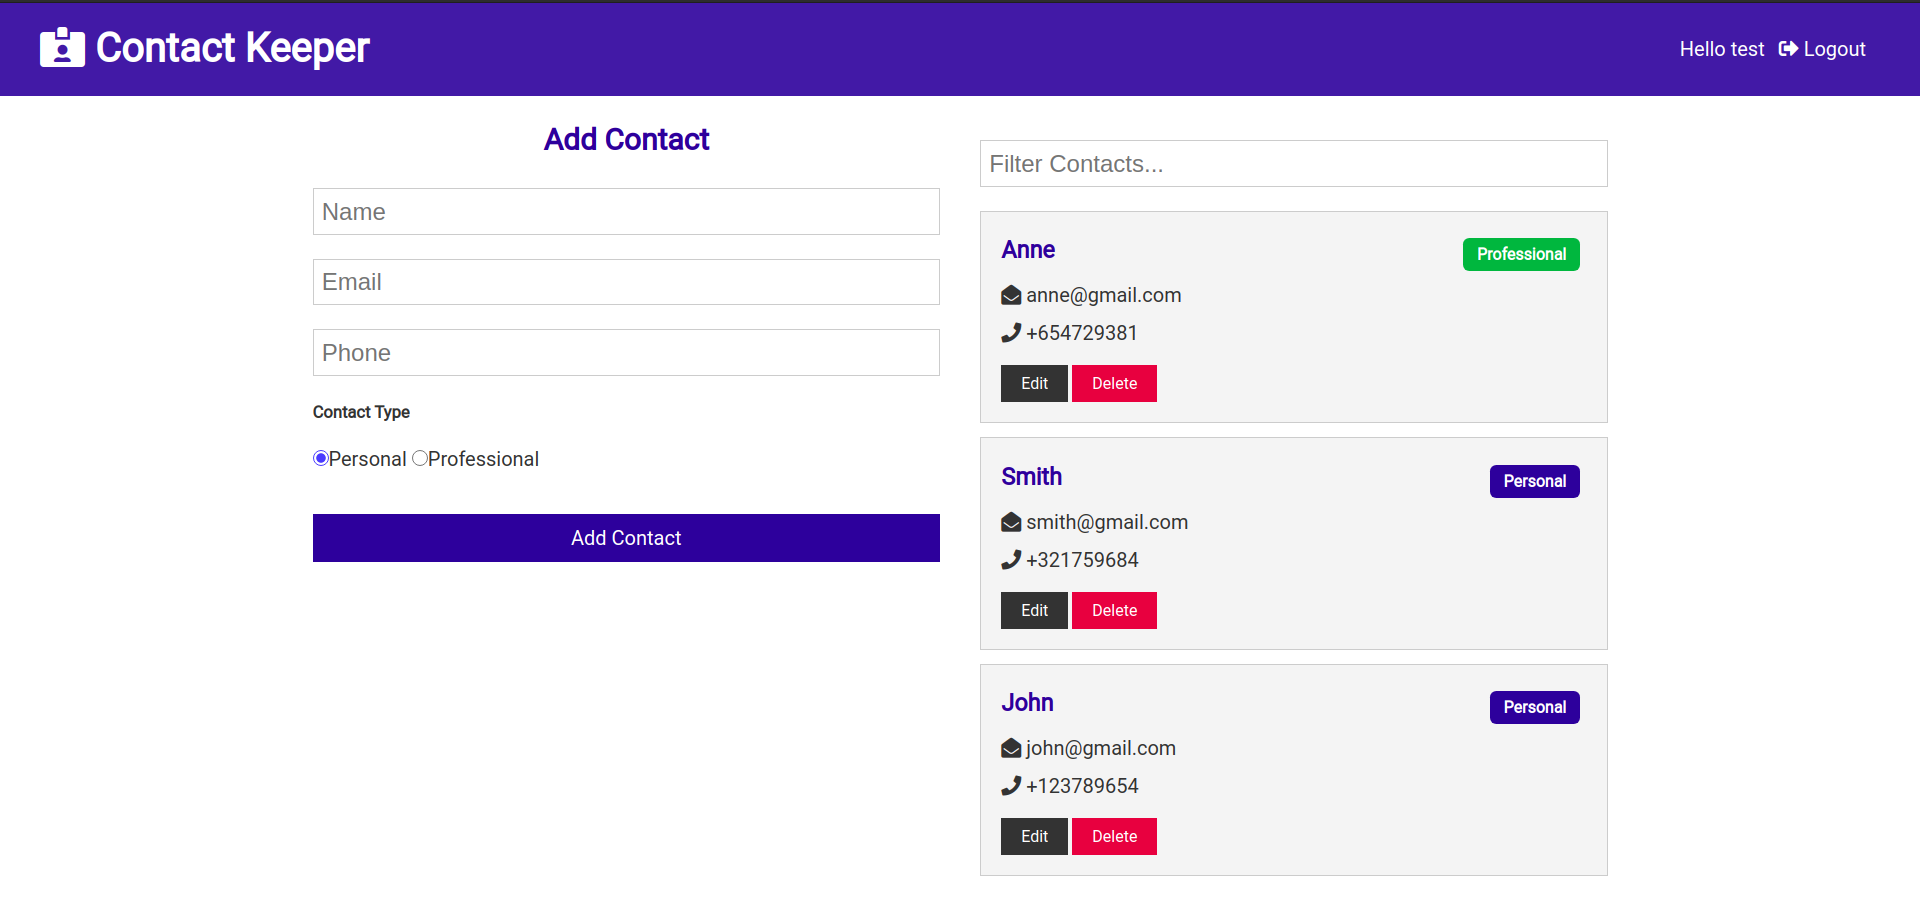 Contact Keeper
Hello test Logout
Add Contact
Name
Email
Phone
Contact Type
Personal Professional
Add Contact
Filter Contacts...
Anne Professional
anne@gmail.com
+654729381
Edit Delete
Smith Personal
smith@gmail.com
+321759684
Edit Delete
John Personal
john@gmail.com
+123789654
Edit Delete